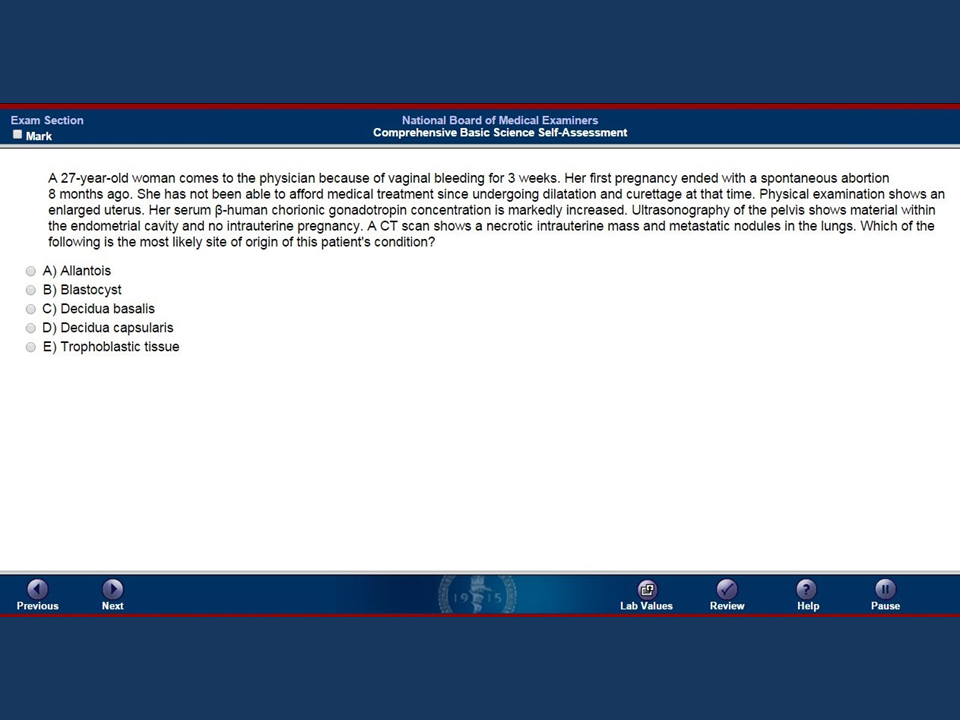 Exam Section
National Board of Medical Examiners
Mark
Comprehensive Basic Science Self-Assessment
A 27-year-old woman comes to the physician because of vaginal bleeding for 3 weeks. Her first pregnancy ended with a spontaneous abortion
8 months ago. She has not been able to afford medical treatment since undergoing dilatation and curettage at that time. Physical examination shows an
enlarged uterus. Her serum β-human chorionic gonadotropin concentration is markedly increased. Ultrasonography of the pelvis shows material within
the endometrial cavity and no intrauterine pregnancy. A CT scan shows a necrotic intrauterine mass and metastatic nodules in the lungs. Which of the
following is the most likely site of origin of this patient's condition?
A) Allantois
B) Blastocyst
C) Decidua basalis
D) Decidua capsularis
E) Trophoblastic tissue
1915
Previous Next Lab Values Review Help Pause